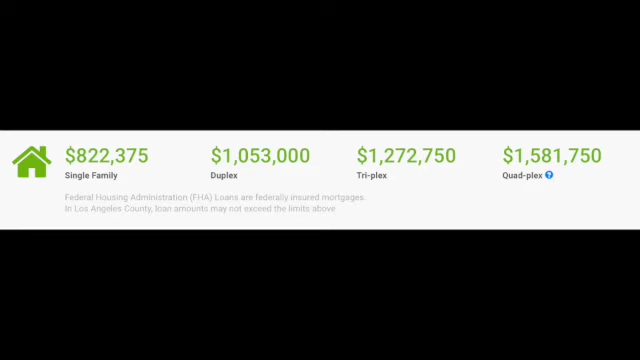 $822,375 $1,053,000 $1,272,750 $1,581,750
Single Family Duplex Tri-plex Quad-plex ?
Federal Housing Administration (FHA) Loans are federally insured mortgages.
In Los Angeles County, loan amounts may not exceed the limits above